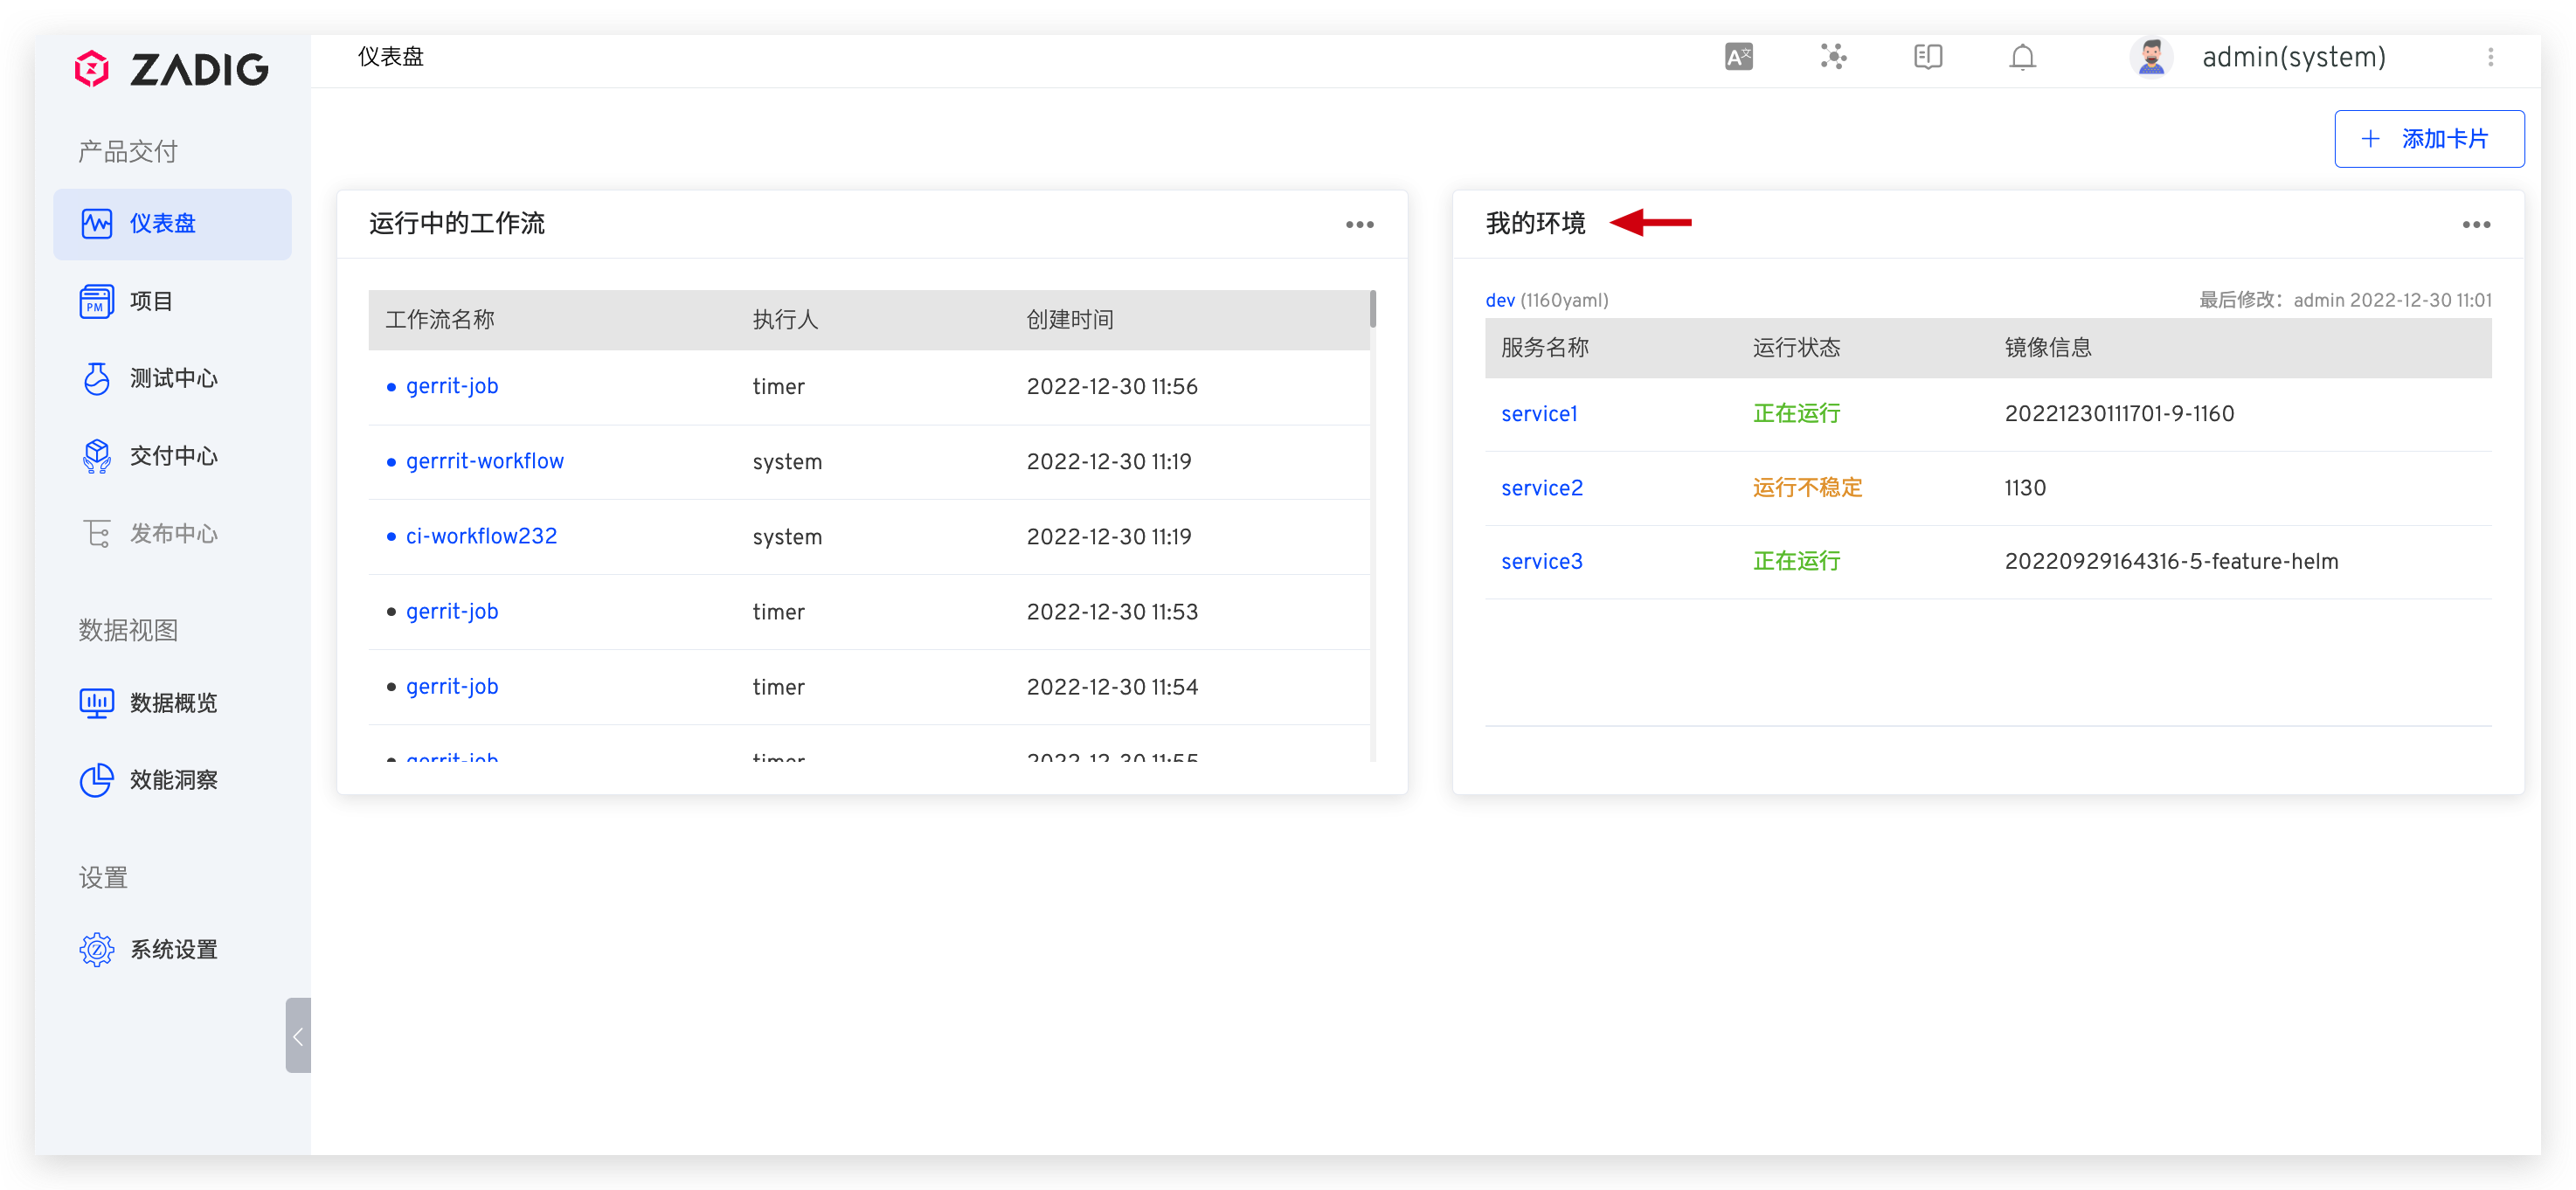 ZADIG
仪表盘
admin(system)
产品交付
仪表盘
项目
测试中心
交付中心
发布中心
数据视图
数据概览
效能洞察
设置
系统设置
+ 添加卡片
运行中的工作流
工作流名称 执行人 创建时间
gerrit-job timer 2022-12-30 11:56
gerrrit-workflow system 2022-12-30 11:19
ci-workflow232 system 2022-12-30 11:19
gerrit-job timer 2022-12-30 11:53
gerrit-job timer 2022-12-30 11:54
gerrit-job timer 2022-12-30 11:55
我的环境
dev (1160yaml) 最后修改：admin 2022-12-30 11:01
服务名称 运行状态 镜像信息
service1 正在运行 20221230111701-9-1160
service2 运行不稳定 1130
service3 正在运行 20220929164316-5-feature-helm